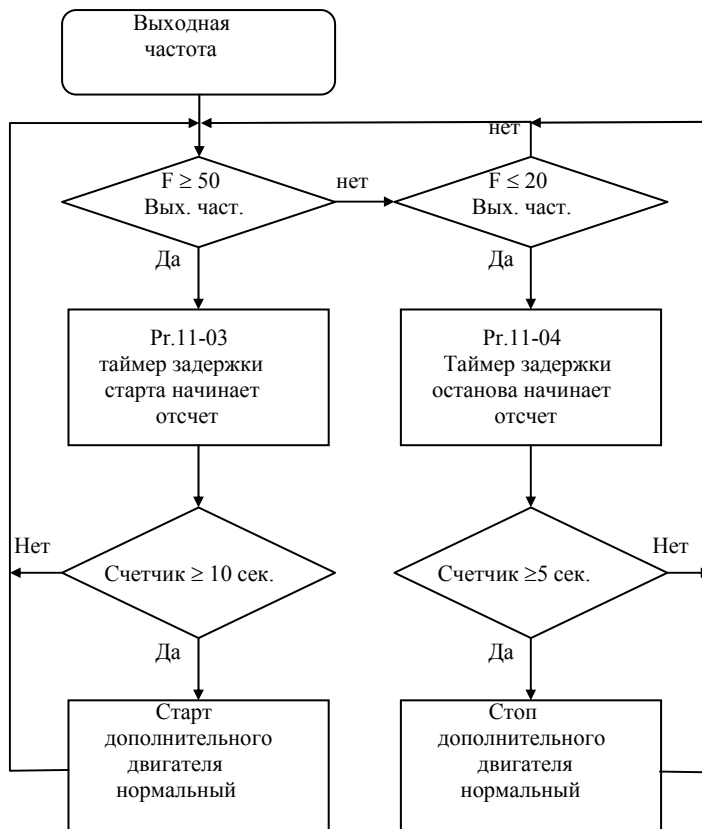 Выходная
частота
нет
F ≥ 50
Вых. част.
нет
F ≤ 20
Вых. част.
Да
Да
Pr.11-03
таймер задержки
старта начинает
отсчет
Pr.11-04
Таймер задержки
останова начинает
отсчет
Нет
Счетчик ≥ 10 сек.
Счетчик ≥5 сек.
Нет
Да
Да
Старт
дополнительного
двигателя
нормальный
Стоп
дополнительного
двигателя
нормальный